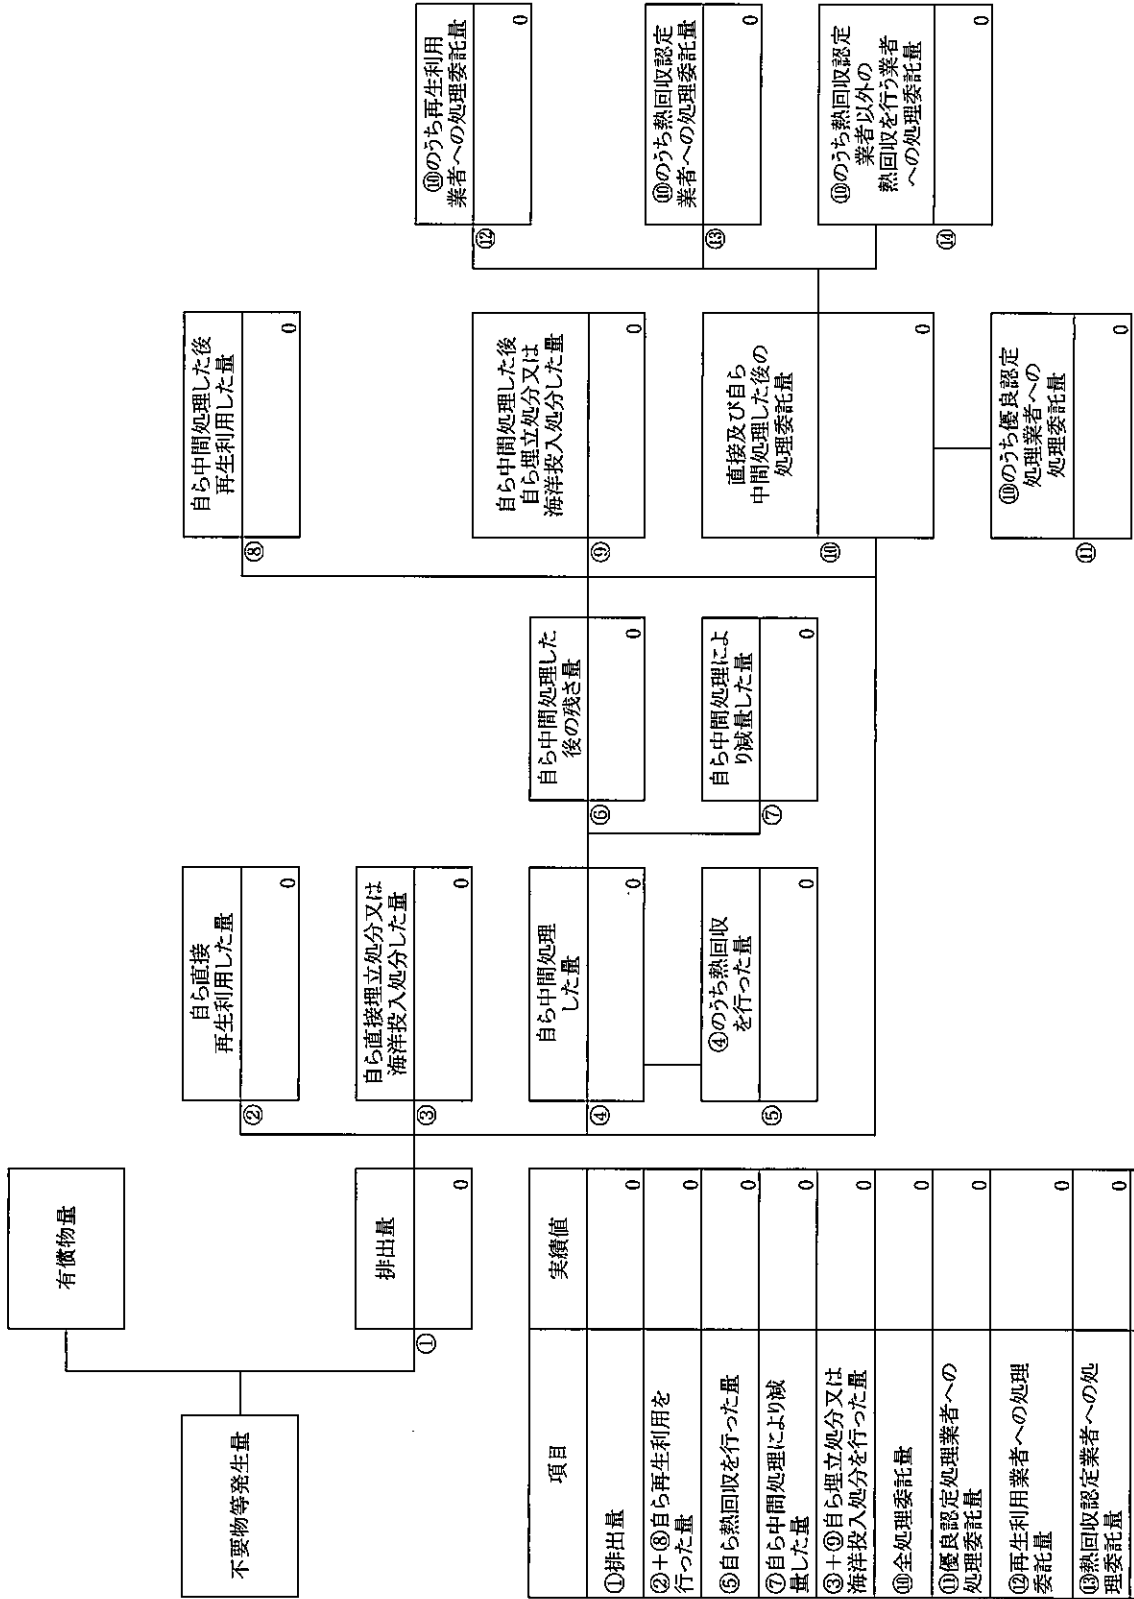 不要物等発生量
有償物量
①
排出量
0
②
自ら直接
再生利用した量
0
③
自ら直接埋立処分又は
海洋投入処分した量
0
④
自ら中間処理
した量
0
⑤
④のうち熱回収
を行った量
0
⑥
自ら中間処理した
後の残さ量
0
⑦
自ら中間処理によ
り減量した量
0
⑧
自ら中間処理した後
再生利用した量
0
⑨
自ら中間処理した後
自ら埋立処分又は
海洋投入処分した量
0
⑩
直接及び自ら
中間処理した後の
処理委託量
0
⑪
⑩のうち優良認定
処理業者への
処理委託量
0
⑫
⑩のうち再生利用
業者への処理委託量
0
⑬
⑩のうち熱回収認定
業者への処理委託量
0
⑭
⑩のうち熱回収認定
業者以外の
熱回収を行う業者
への処理委託量
0
項目 実績値
①排出量 0
②+⑧自ら再生利用を
行った量 0
⑤自ら熱回収を行った量 0
⑦自ら中間処理により減
量した量 0
③+⑨自ら埋立処分又は
海洋投入処分を行った量 0
⑩全処理委託量 0
⑪優良認定処理業者への
処理委託量 0
⑫再生利用業者への処理
委託量 0
⑬熱回収認定業者への処
理委託量 0